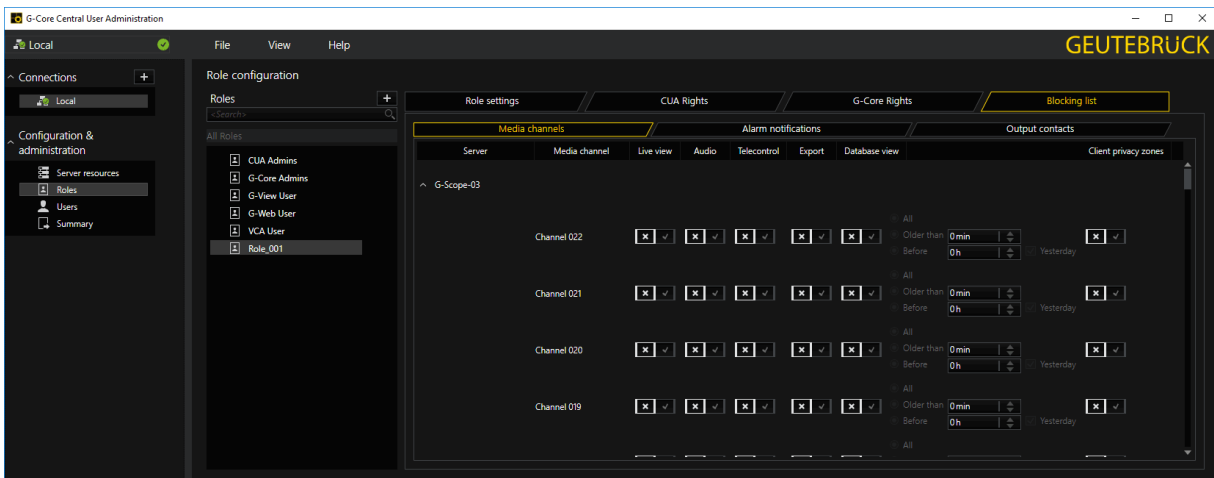 G-Core Central User Administration
Local File View Help GEUTEBRÜCK
Connections
Local
Configuration &
administration
Server resources
Roles
Users
Summary
Role configuration
Roles
<Search>
All Roles
CUA Admins
G-Core Admins
G-View User
G-Web User
VCA User
Role_001
Role settings CUA Rights G-Core Rights Blocking list
Media channels Alarm notifications Output contacts
Server Media channel Live view Audio Telecontrol Export Database view Client privacy zones
G-Scope-03
All
Channel 022 Older than 0 min
Before 0 h Yesterday
All
Channel 021 Older than 0 min
Before 0 h Yesterday
All
Channel 020 Older than 0 min
Before 0 h Yesterday
All
Channel 019 Older than 0 min
Before 0 h Yesterday
All